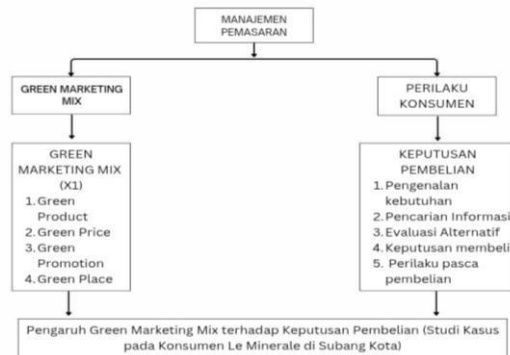 MANAJEMEN
PEMASARAN
GREEN MARKETING
MIX
PERILAKU
KONSUMEN
GREEN
MARKETING MIX
(X1)
1. Green
Product
2. Green Price
3. Green
Promotion
4. Green Place
KEPUTUSAN
PEMBELIAN
1. Pengenalan
kebutuhan
2. Pencarian Informasi
3. Evaluasi Alternatif
4. Keputusan membeli
5. Perilaku pasca
pembelian
Pengaruh Green Marketing Mix terhadap Keputusan Pembelian (Studi Kasus
pada Konsumen Le Minerale di Subang Kota)